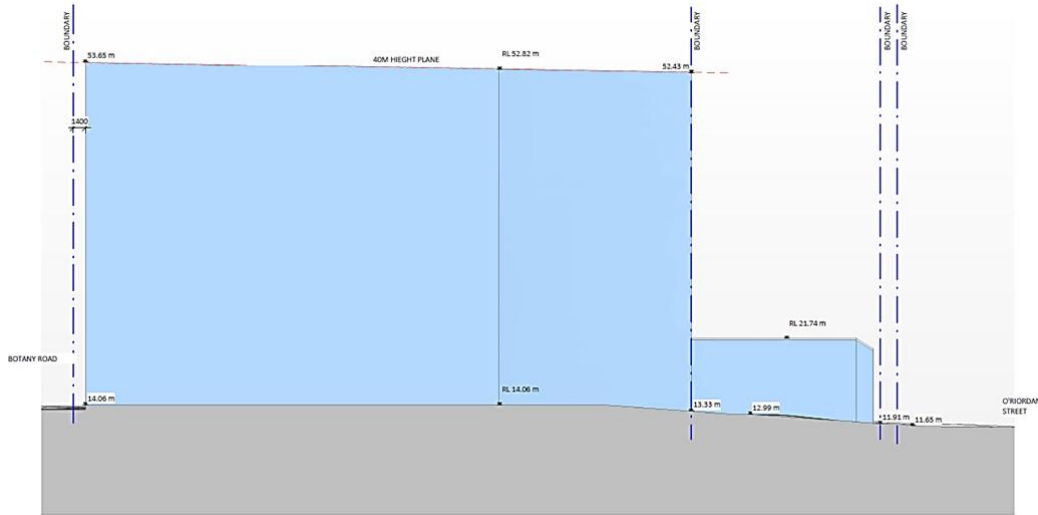 BOUNDARY
BOUNDARY
BOUNDARY
BOUNDARY
53.65 m
40M HIEGHT PLANE
RL 52.82 m
52.43 m
1400
RL 21.74 m
BOTANY ROAD
14.06 m
RL 14.06 m
13.33 m
12.99 m
11.91 m
11.65 m
O'RIORDAN
STREET